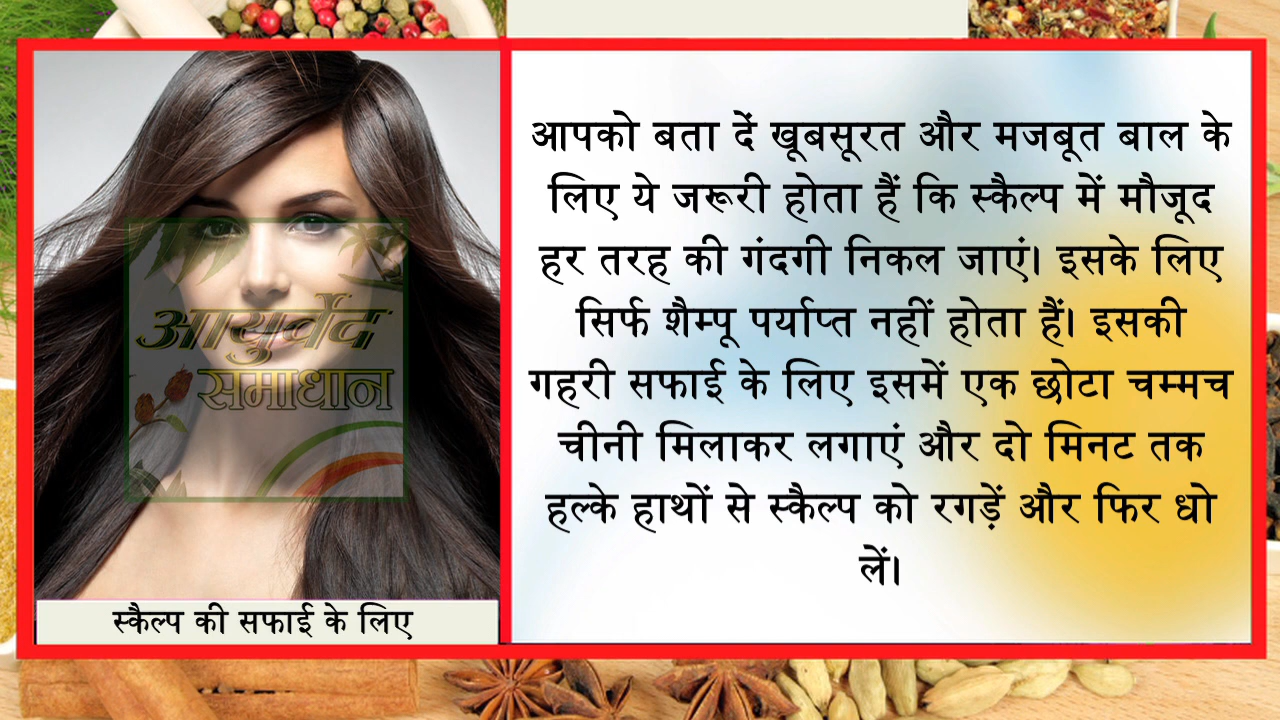 आपको बता दें खूबसूरत और मजबूत बाल के
लिए ये जरूरी होता हैं कि स्कैल्प में मौजूद
हर तरह की गंदगी निकल जाएं। इसके लिए
सिर्फ शैम्पू पर्याप्त नहीं होता हैं। इसकी
गहरी सफाई के लिए इसमें एक छोटा चम्मच
चीनी मिलाकर लगाएं और दो मिनट तक
हल्के हाथों से स्कैल्प को रगड़ें और फिर धो
लें।
आयुर्वेद
समाधान
स्कैल्प की सफाई के लिए